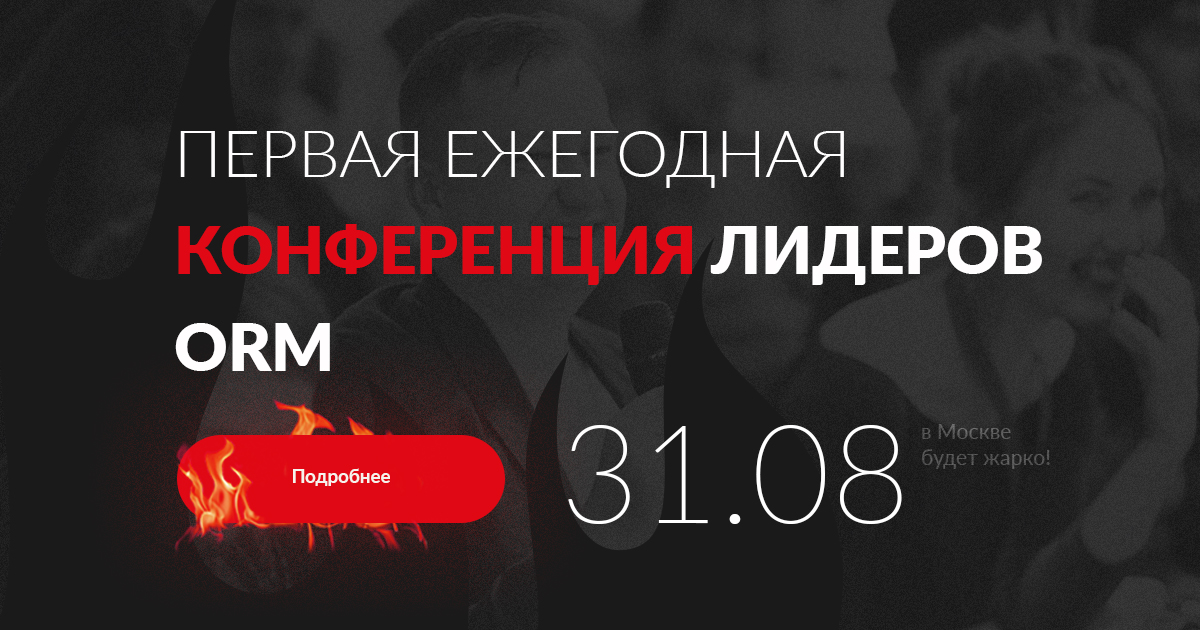 ПЕРВАЯ ЕЖЕГОДНАЯ
КОНФЕРЕНЦИЯ ЛИДЕРОВ
ORM
Подробнее
31.08
в Москве
будет жарко!